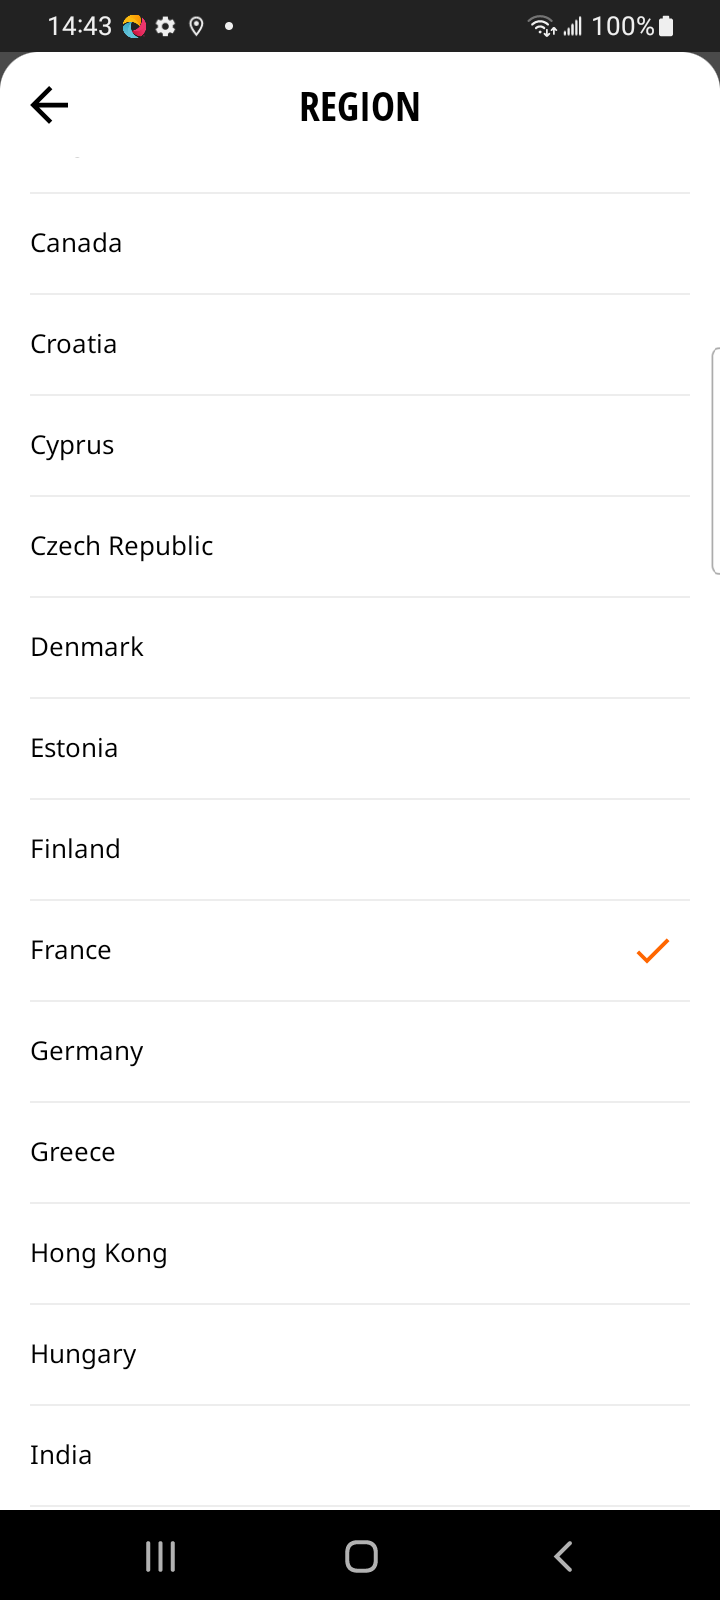 14:43
100%
REGION
Canada
Croatia
Cyprus
Czech Republic
Denmark
Estonia
Finland
France
Germany
Greece
Hong Kong
Hungary
India